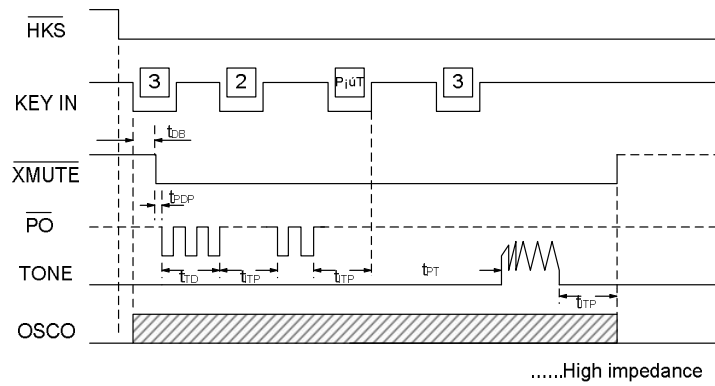 HKS
3 2 P¡úT 3
KEY IN
tDB
XMUTE
tPDP
PO
tTD tITP tITP tPT
TONE
tITP
OSCO
......High impedance